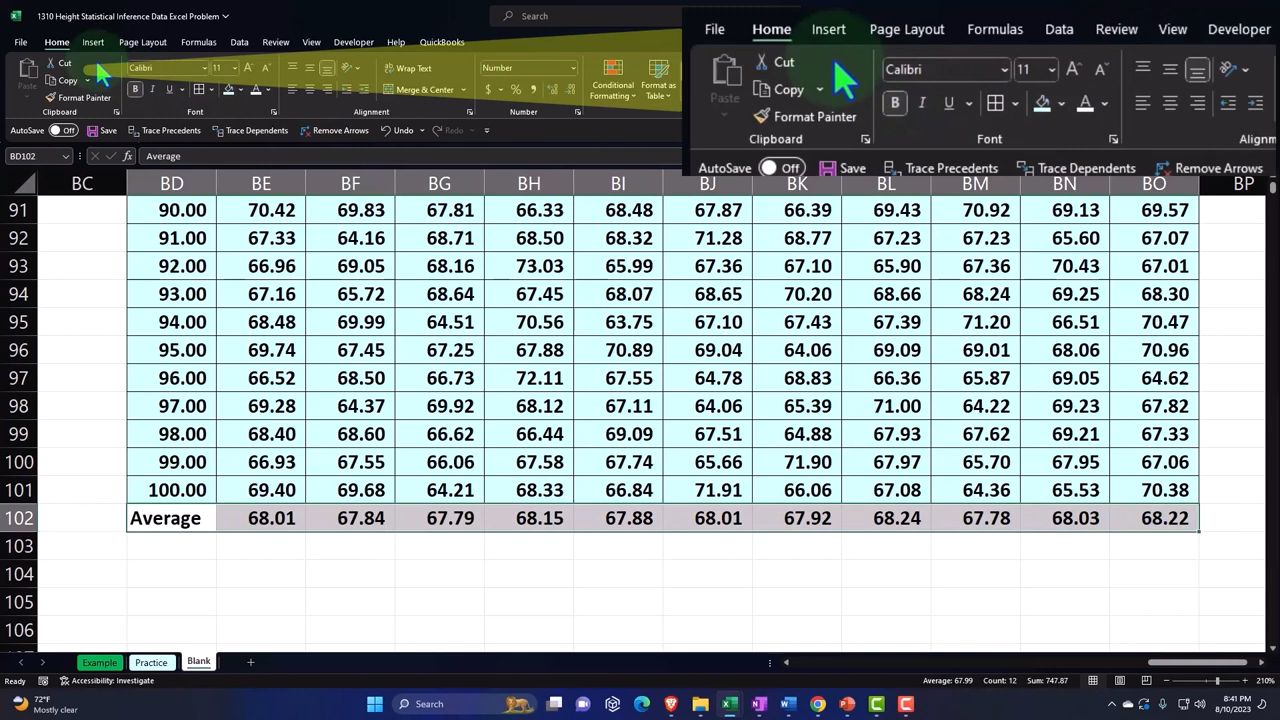 1310 Height Statistical Inference Data Excel Problem
Search
File Home Insert Page Layout Formulas Data Review View Developer Help QuickBooks
File Home Insert Page Layout Formulas Data Review View Developer
Paste Cut Copy Format Painter Clipboard
Calibri 11 B I U Font
Wrap Text Merge & Center Alignment
Number $ % Number
Conditional Formatting Format as Table
Paste Cut Copy Format Painter Clipboard
Calibri 11 B I U Font Alignm
AutoSave Off Save Trace Precedents Trace Dependents Remove Arrows Undo Redo
AutoSave Off Save Trace Precedents Trace Dependents Remove Arrows
BD102 fx Average
BC BD BE BF BG BH BI BJ BK BL BM BN BO BP
91 90.00 70.42 69.83 67.81 66.33 68.48 67.87 66.39 69.43 70.92 69.13 69.57
92 91.00 67.33 64.16 68.71 68.50 68.32 71.28 68.77 67.23 67.23 65.60 67.07
93 92.00 66.96 69.05 68.16 73.03 65.99 67.36 67.10 65.90 67.36 70.43 67.01
94 93.00 67.16 65.72 68.64 67.45 68.07 68.65 70.20 68.66 68.24 69.25 68.30
95 94.00 68.48 69.99 64.51 70.56 63.75 67.10 67.43 67.39 71.20 66.51 70.47
96 95.00 69.74 67.45 67.25 67.88 70.89 69.04 64.06 69.09 69.01 68.06 70.96
97 96.00 66.52 68.50 66.73 72.11 67.55 64.78 68.83 66.36 65.87 69.05 64.62
98 97.00 69.28 64.37 69.92 68.12 67.11 64.06 65.39 71.00 64.22 69.23 67.82
99 98.00 68.40 68.60 66.62 66.44 69.09 67.51 64.88 67.93 67.62 69.21 67.33
100 99.00 66.93 67.55 66.06 67.58 67.74 65.66 71.90 67.97 65.70 67.95 67.06
101 100.00 69.40 69.68 64.21 68.33 66.84 71.91 66.06 67.08 64.36 65.53 70.38
102 Average 68.01 67.84 67.79 68.15 67.88 68.01 67.92 68.24 67.78 68.03 68.22
103
104
105
106
Example Practice Blank
Ready Accessibility: Investigate Average: 67.99 Count: 12 Sum: 747.87 210%
72°F
Mostly clear
Search
8:41 PM
8/10/2023